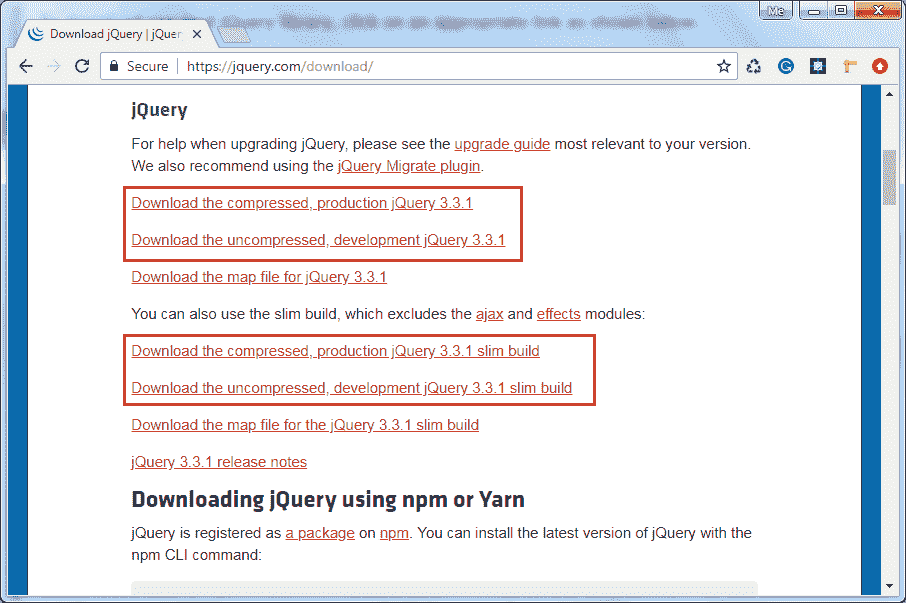 Me
Download jQuery | jQuer
Secure
https://jquery.com/download/
jQuery
For help when upgrading jQuery, please see the upgrade guide most relevant to your version.
We also recommend using the jQuery Migrate plugin.
Download the compressed, production jQuery 3.3.1
Download the uncompressed, development jQuery 3.3.1
Download the map file for jQuery 3.3.1
You can also use the slim build, which excludes the ajax and effects modules:
Download the compressed, production jQuery 3.3.1 slim build
Download the uncompressed, development jQuery 3.3.1 slim build
Download the map file for the jQuery 3.3.1 slim build
jQuery 3.3.1 release notes
Downloading jQuery using npm or Yarn
jQuery is registered as a package on npm. You can install the latest version of jQuery with the
npm CLI command: